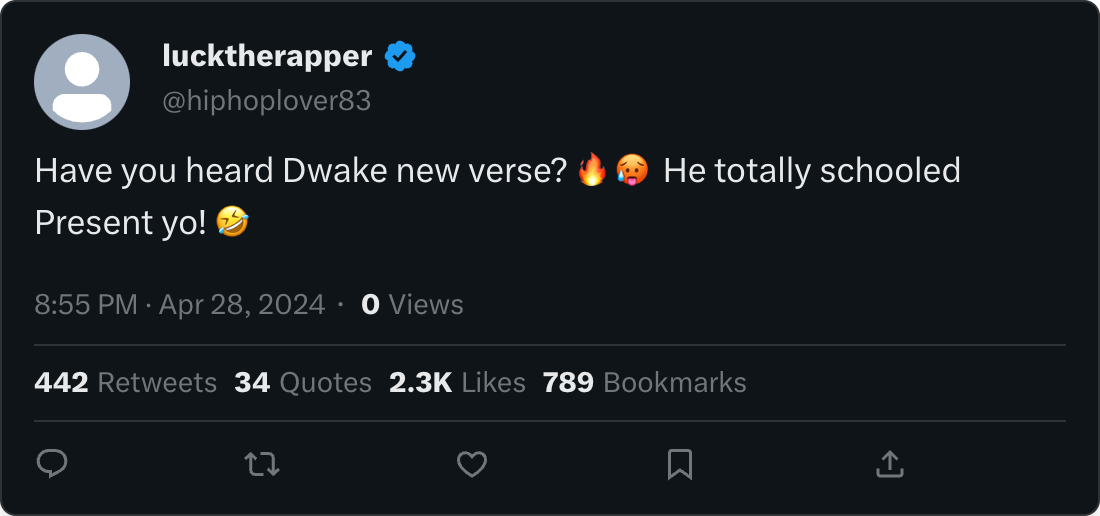 lucktherapper
@hiphoplover83
Have you heard Dwake new verse? 🔥🥵 He totally schooled
Present yo! 🤣
8:55 PM · Apr 28, 2024 · 0 Views
442 Retweets 34 Quotes 2.3K Likes 789 Bookmarks